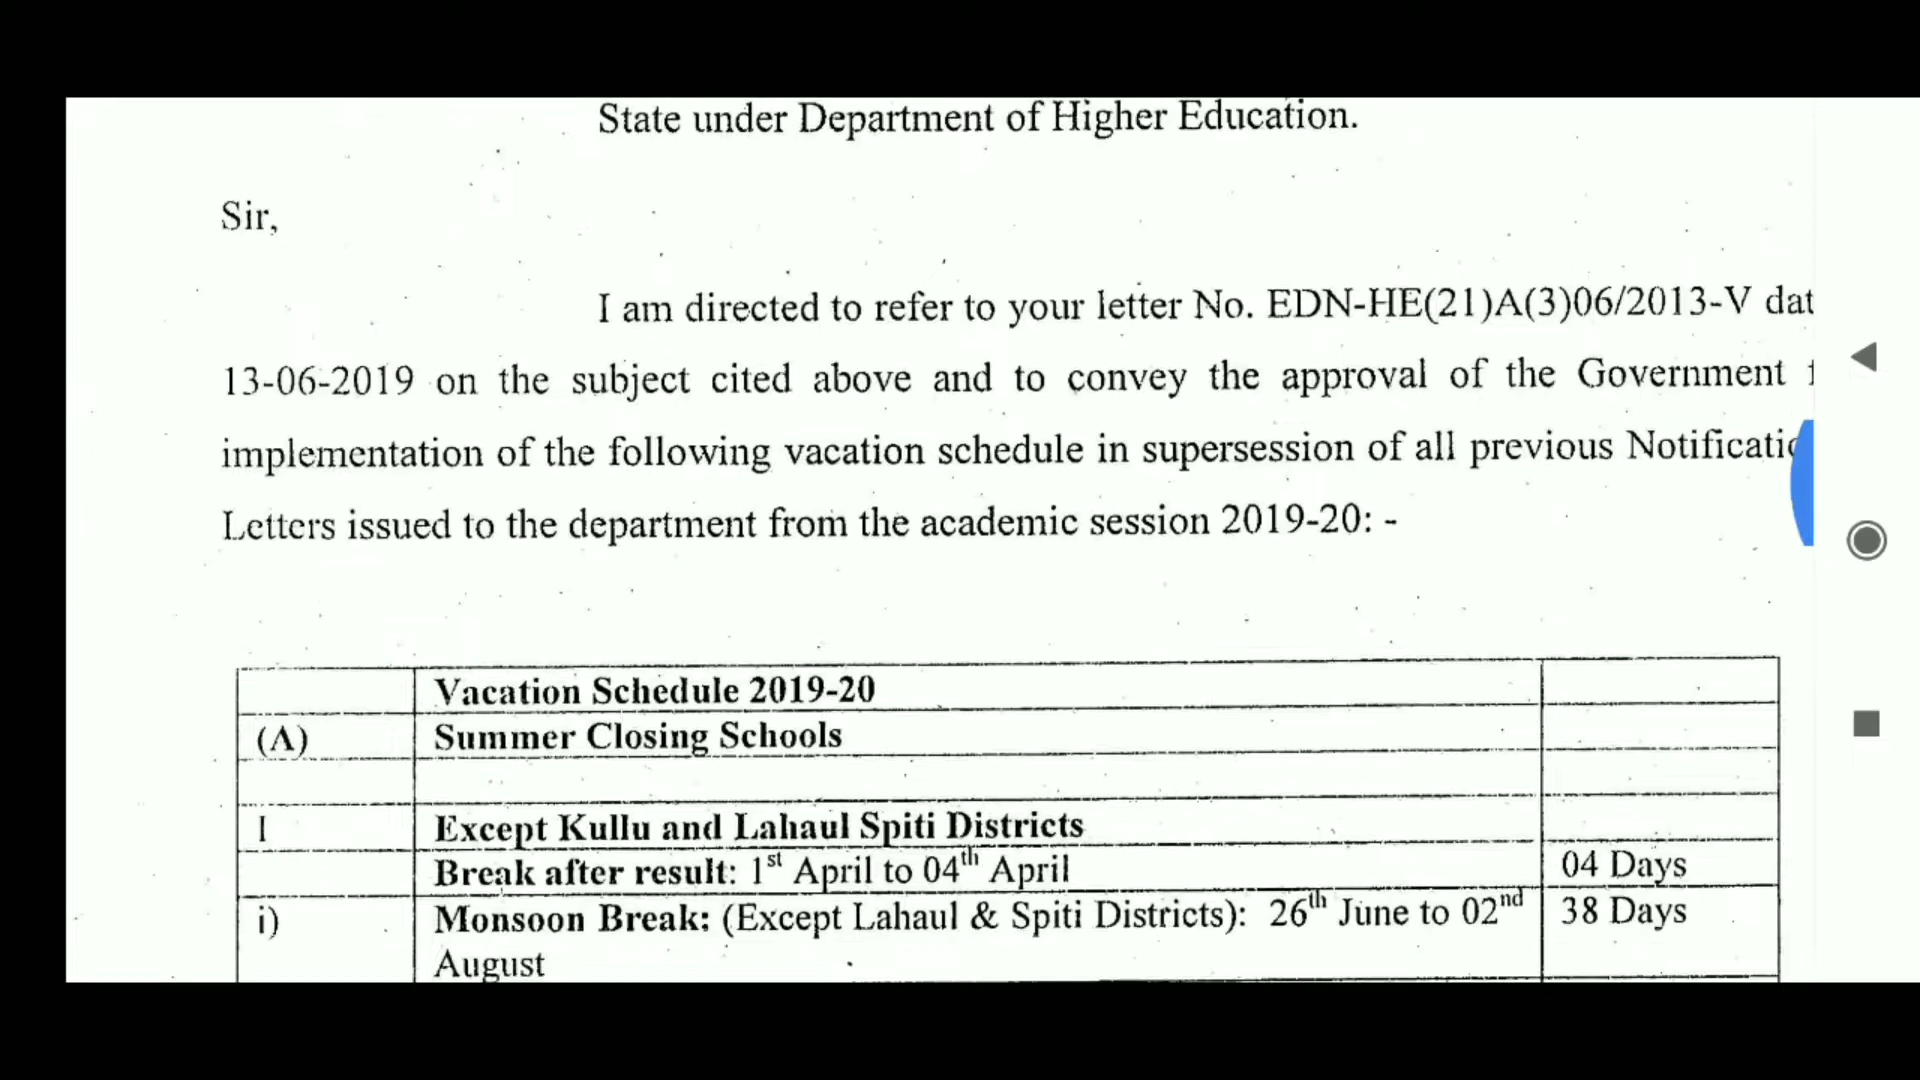 State under Department of Higher Education.
Sir,
I am directed to refer to your letter No. EDN-HE(21)A(3)06/2013-V dat
13-06-2019 on the subject cited above and to convey the approval of the Government
implementation of the following vacation schedule in supersession of all previous Notificatio
Letters issued to the department from the academic session 2019-20: -
Vacation Schedule 2019-20
(A) Summer Closing Schools
I Except Kullu and Lahaul Spiti Districts
Break after result: 1st April to 04th April 04 Days
i) Monsoon Break: (Except Lahaul & Spiti Districts): 26th June to 02nd 38 Days
August